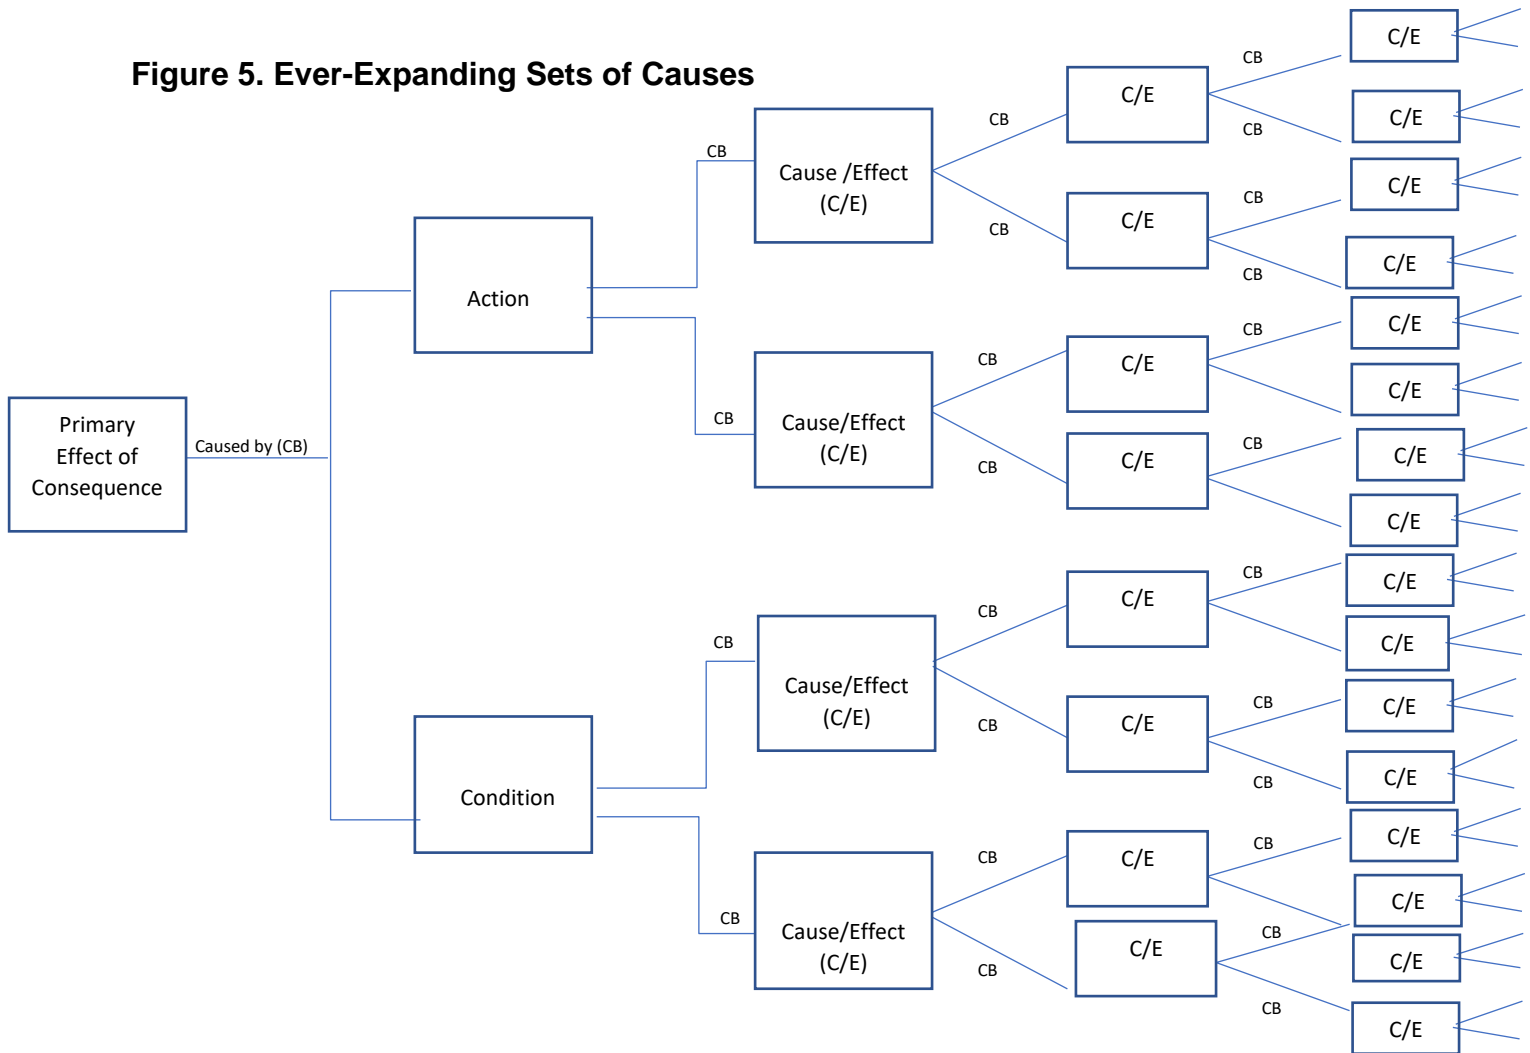 Figure 5. Ever-Expanding Sets of Causes
Primary
Effect of
Consequence
Caused by (CB)
Action
Condition
CB
Cause /Effect
(C/E)
CB
Cause/Effect
(C/E)
CB
Cause/Effect
(C/E)
CB
Cause/Effect
(C/E)
CB
C/E
CB
C/E
CB
C/E
CB
C/E
CB
C/E
CB
C/E
CB
C/E
CB
C/E
CB
C/E
CB
C/E
CB
C/E
CB
C/E
CB
C/E
C/E
CB
C/E
C/E
CB
C/E
C/E
CB
C/E
CB
C/E
CB
C/E
C/E
CB
C/E
CB
C/E